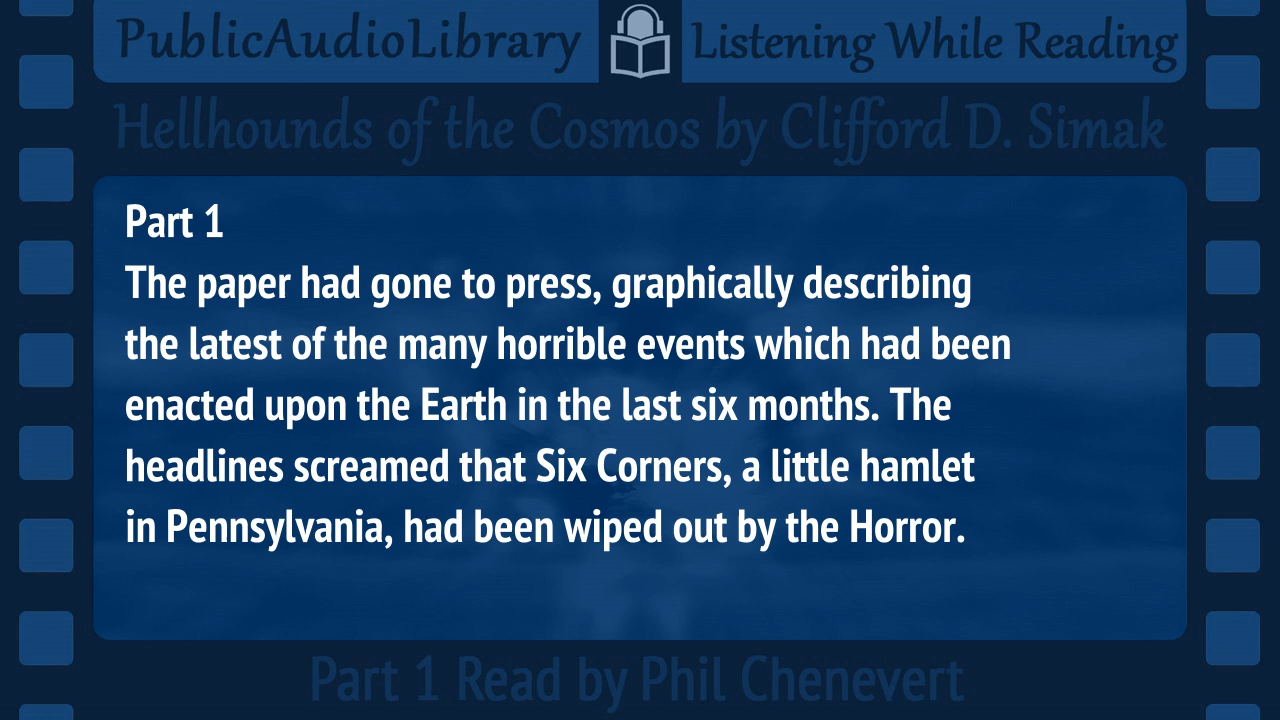 PublicAudioLibrary Listening While Reading
Hellhounds of the Cosmos by Clifford D. Simak
Part 1
The paper had gone to press, graphically describing
the latest of the many horrible events which had been
enacted upon the Earth in the last six months. The
headlines screamed that Six Corners, a little hamlet
in Pennsylvania, had been wiped out by the Horror.
Part 1 Read by Phil Chenevert